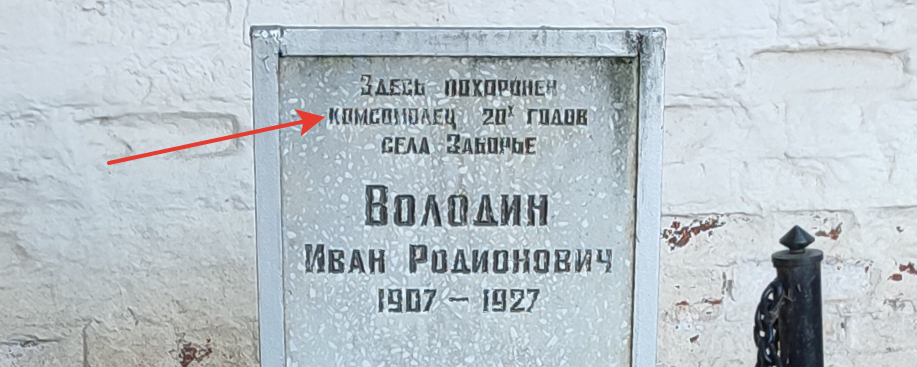 Здесь похоронен
комсомолец 20х годов
села Заборье
Володин
Иван Родионович
1907 – 1927